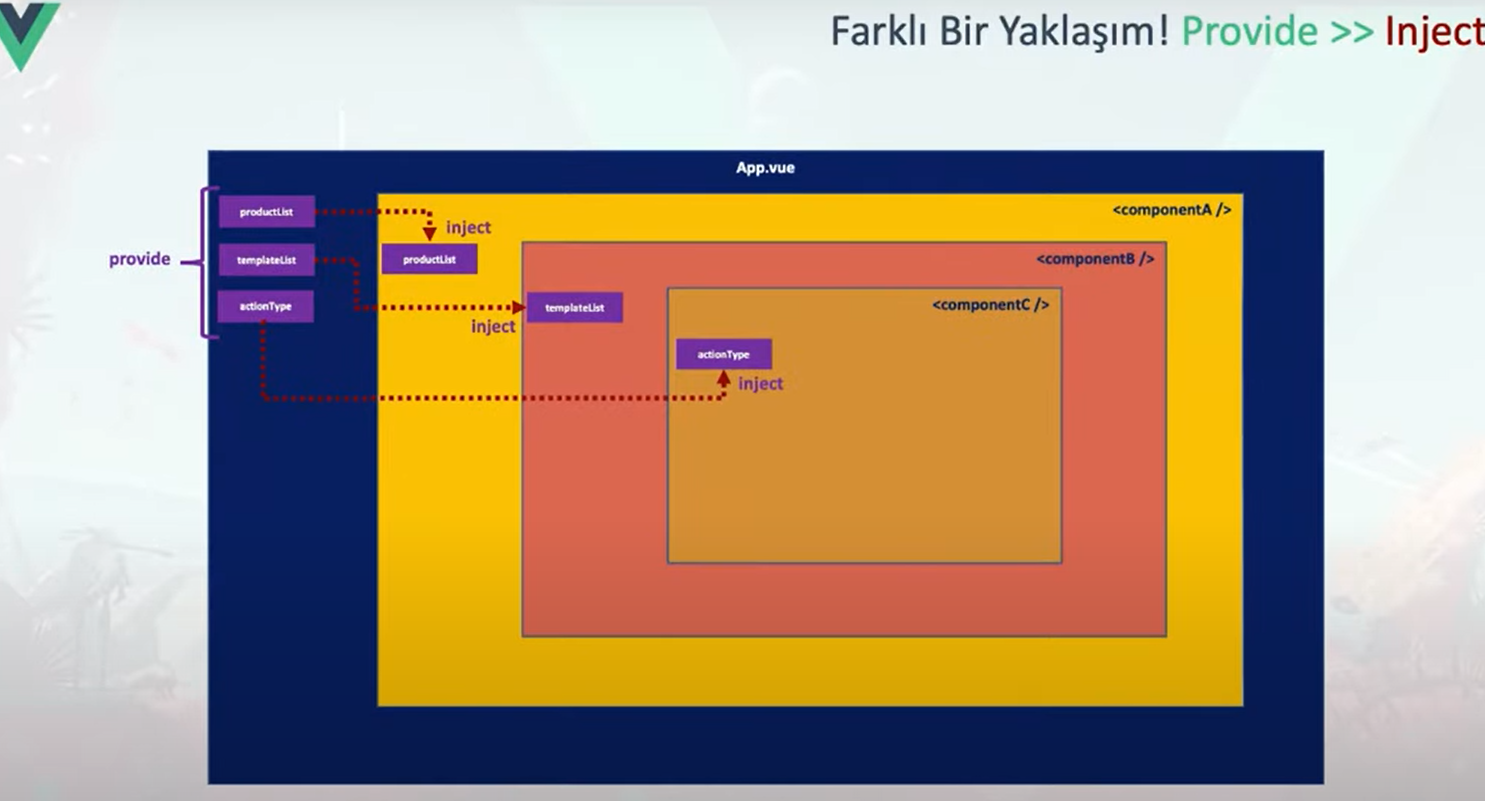 Farklı Bir Yaklaşım! Provide >> Inject
App.vue
productList
<componentA />
inject
provide
templateList
productList
<componentB />
actionType
templateList
<componentC />
inject
actionType
inject